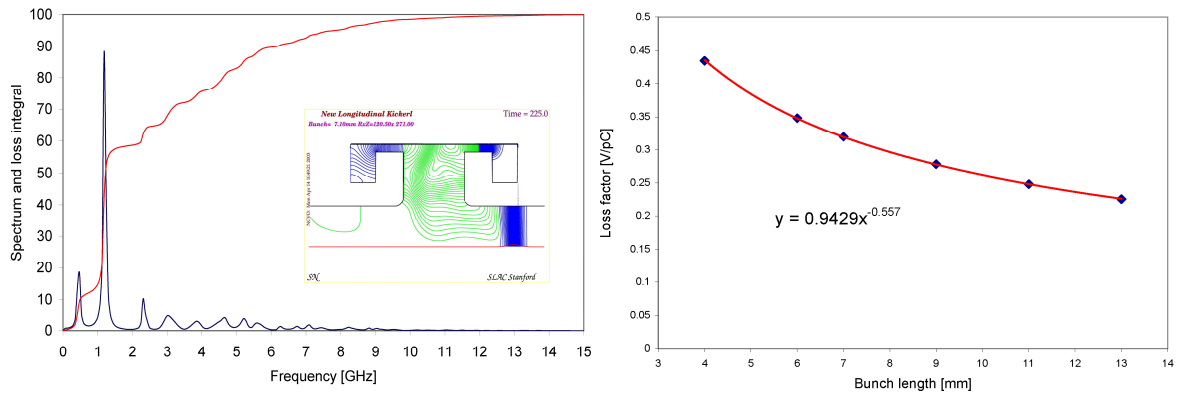 Spectrum and loss integral
100
90
80
70
60
50
40
30
20
10
0
0 1 2 3 4 5 6 7 8 9 10 11 12 13 14 15
Frequency [GHz]
New Longitudinal Kicker1
Time = 225.0
Bunch= 7.10mm RxZ=120.50x 271.00
SN
SLAC Stanford
Loss factor [V/pC]
0.5
0.45
0.4
0.35
0.3
0.25
0.2
0.15
0.1
0.05
0
y = 0.9429x^-0.557
3 4 5 6 7 8 9 10 11 12 13 14
Bunch length [mm]